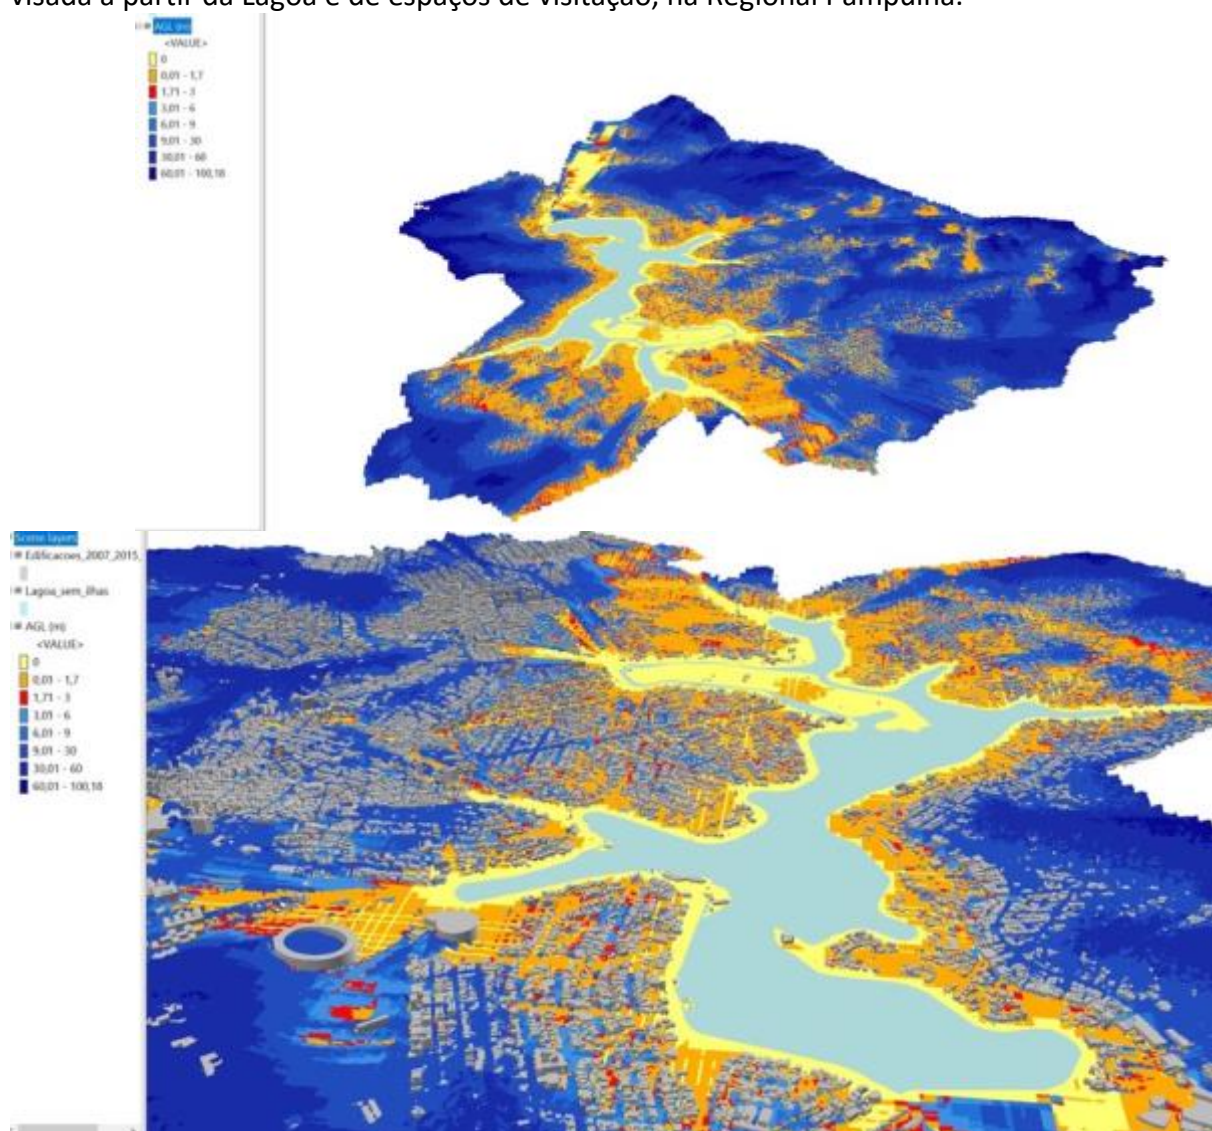 visada a partir da Lagoa e de espaços de visitação, na Regional Pampulha.
AGL (m)
<VALUE>
0
0,01 - 1,7
1,71 - 3
3,01 - 6
6,01 - 9
9,01 - 30
30,01 - 60
60,01 - 100,18
Scene layers
Edificacoes_2007_2015_
Lagoa_sem_ilhas
AGL (m)
<VALUE>
0
0,01 - 1,7
1,71 - 3
3,01 - 6
6,01 - 9
9,01 - 30
30,01 - 60
60,01 - 100,18